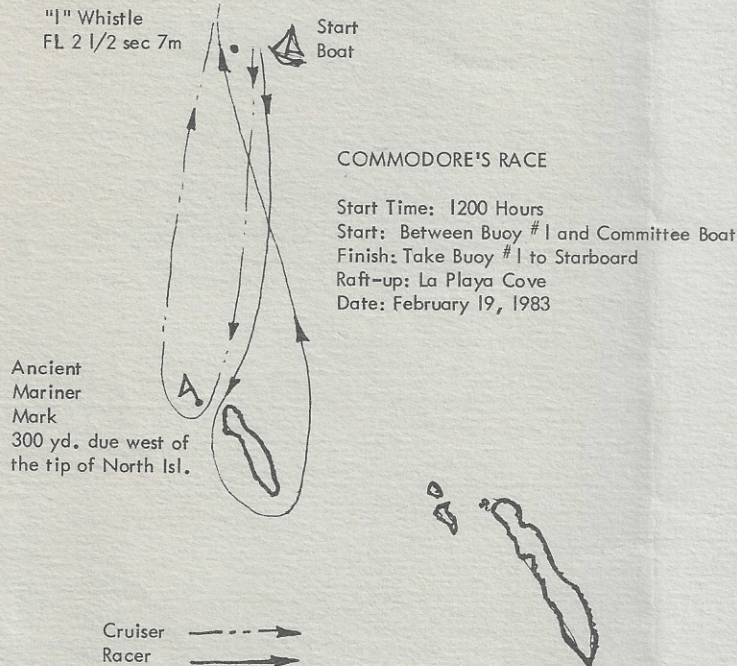 "1" Whistle
FL 2 1/2 sec 7m
Start
Boat
COMMODORE'S RACE
Start Time: 1200 Hours
Start: Between Buoy #1 and Committee Boat
Finish: Take Buoy #1 to Starboard
Raft-up: La Playa Cove
Date: February 19, 1983
Ancient
Mariner
Mark
300 yd. due west of
the tip of North Isl.
Cruiser
Racer